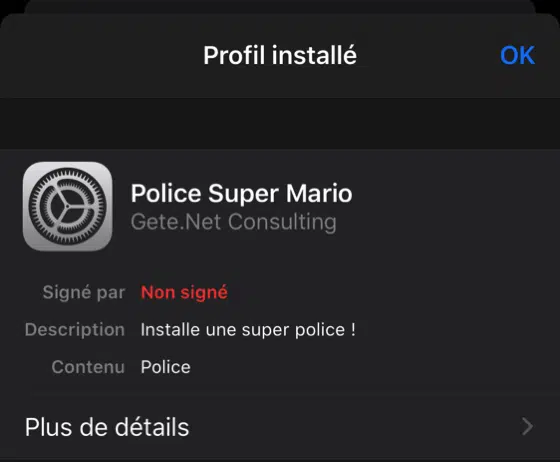 Profil installé OK
Police Super Mario
Gete.Net Consulting
Signé par Non signé
Description Installe une super police !
Contenu Police
Plus de détails